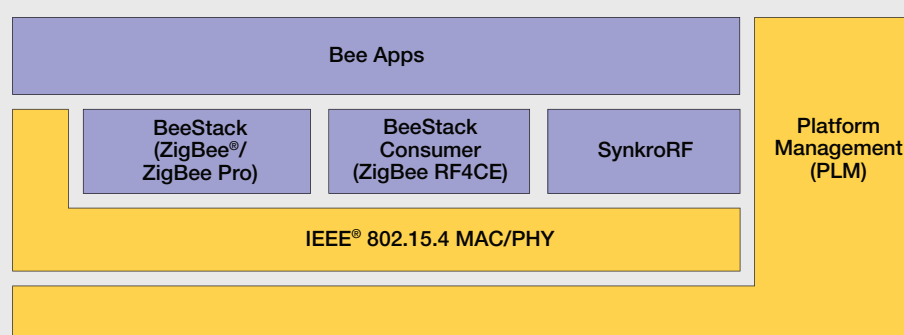 Bee Apps
BeeStack
(ZigBee®/
ZigBee Pro)
BeeStack
Consumer
(ZigBee RF4CE)
SynkroRF
Platform
Management
(PLM)
IEEE® 802.15.4 MAC/PHY